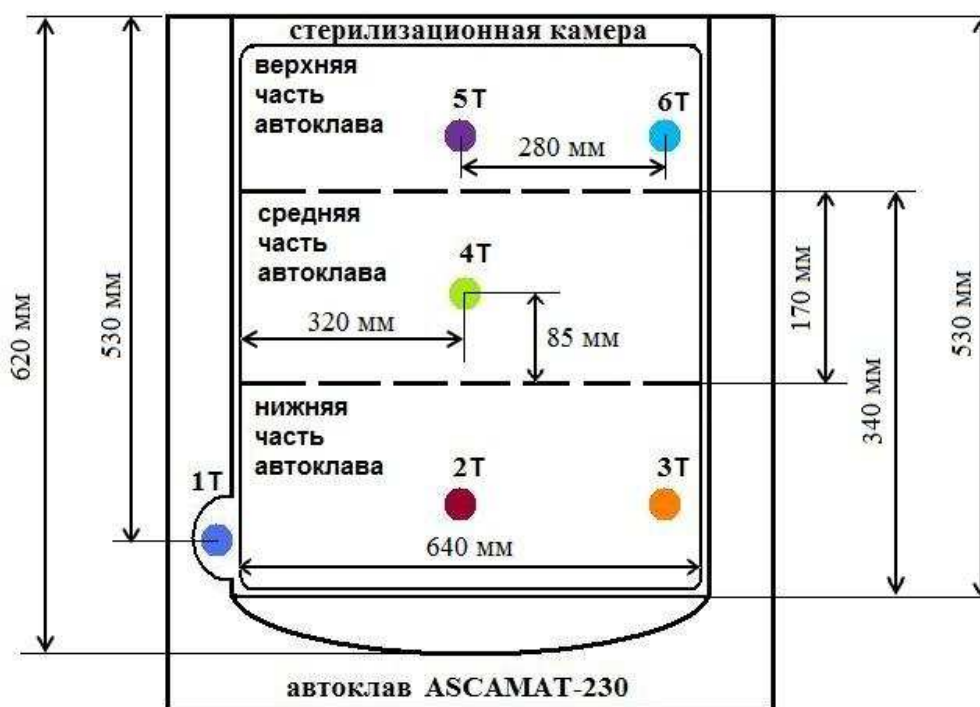 стерилизационная камера
верхняя
часть
автоклава
5Т
6Т
280 мм
средняя
часть
автоклава
4Т
320 мм
85 мм
170 мм
340 мм
530 мм
620 мм
530 мм
нижняя
часть
автоклава
1Т
2Т
3Т
640 мм
автоклав ASCAMAT-230